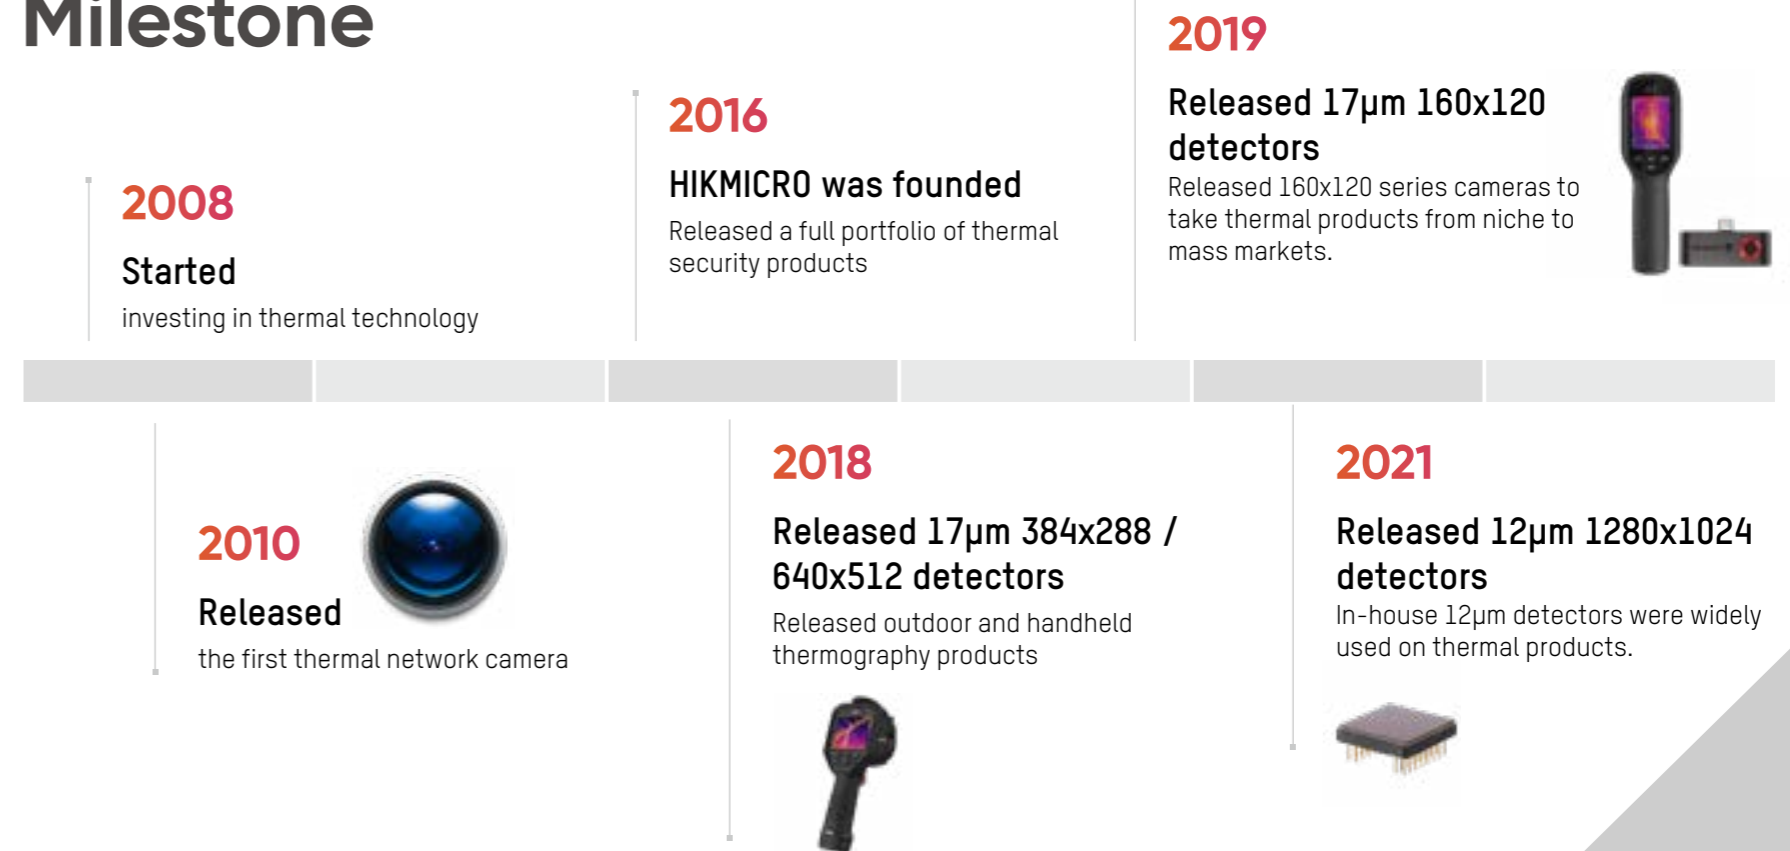 Milestone
2008
Started
investing in thermal technology
2016
HIKMICRO was founded
Released a full portfolio of thermal
security products
2019
Released 17µm 160x120
detectors
Released 160x120 series cameras to
take thermal products from niche to
mass markets.
2010
Released
the first thermal network camera
2018
Released 17µm 384x288 /
640x512 detectors
Released outdoor and handheld
thermography products
2021
Released 12µm 1280x1024
detectors
In-house 12µm detectors were widely
used on thermal products.